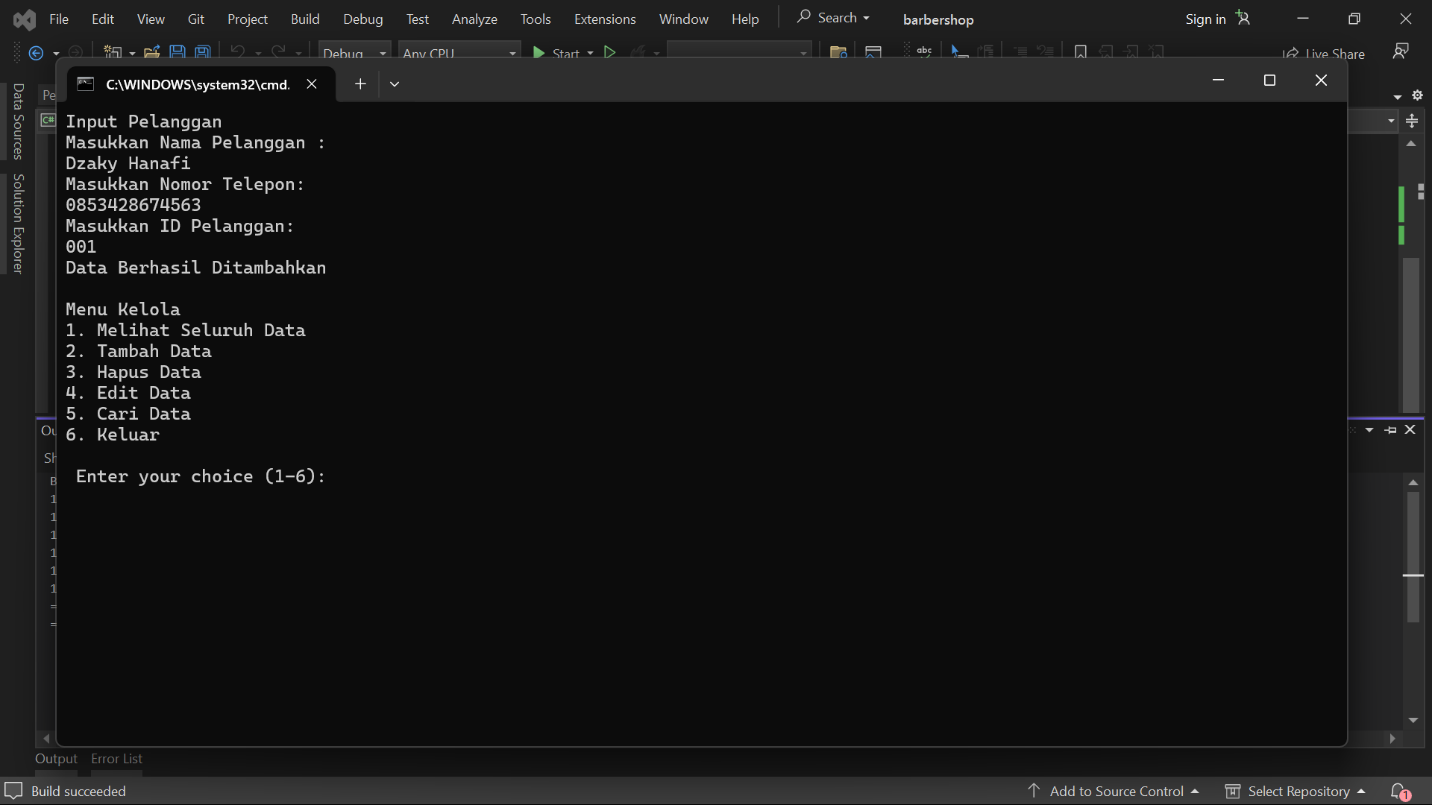 File Edit View Git Project Build Debug Test Analyze Tools Extensions Window Help Search barbershop Sign in
Debug Any CPU Start Live Share
C:\WINDOWS\system32\cmd.
Data Sources
Solution Explorer
Input Pelanggan
Masukkan Nama Pelanggan :
Dzaky Hanafi
Masukkan Nomor Telepon:
0853428674563
Masukkan ID Pelanggan:
001
Data Berhasil Ditambahkan
Menu Kelola
1. Melihat Seluruh Data
2. Tambah Data
3. Hapus Data
4. Edit Data
5. Cari Data
6. Keluar
Enter your choice (1-6):
Output Error List
Build succeeded Add to Source Control Select Repository 1